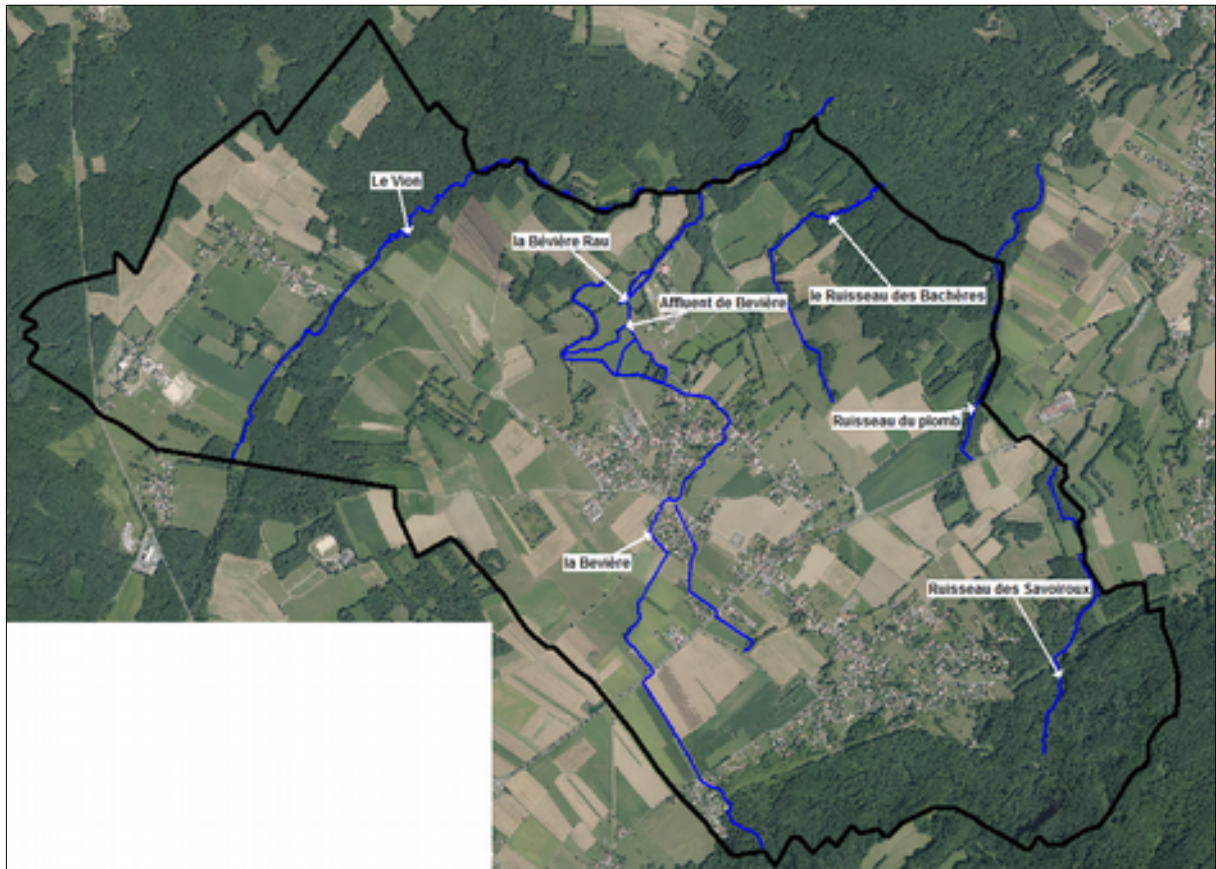 Le Vion
la Bévière Rau
Affluent de Bevière
le Ruisseau des Bachères
Ruisseau du plomb
la Bevière
Ruisseau des Savoiroux